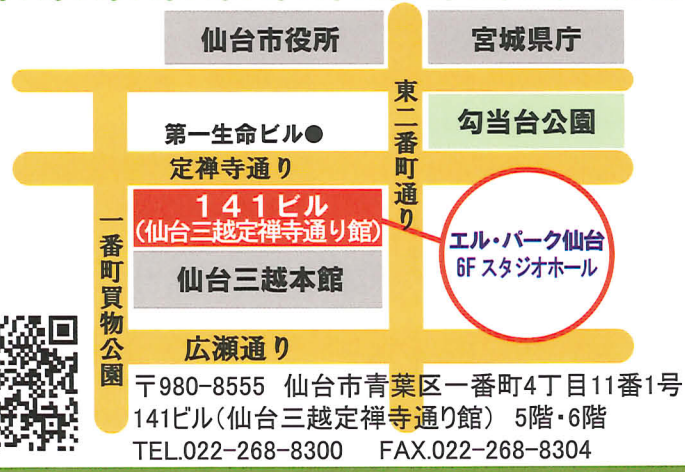 仙台市役所
宮城県庁
東二番町通り
勾当台公園
第一生命ビル●
定禅寺通り
141ビル
(仙台三越定禅寺通り館)
エル・パーク仙台
6F スタジオホール
一番町買物公園
仙台三越本館
広瀬通り
〒980-8555 仙台市青葉区一番町4丁目11番1号
141ビル(仙台三越定禅寺通り館) 5階・6階
TEL.022-268-8300 FAX.022-268-8304